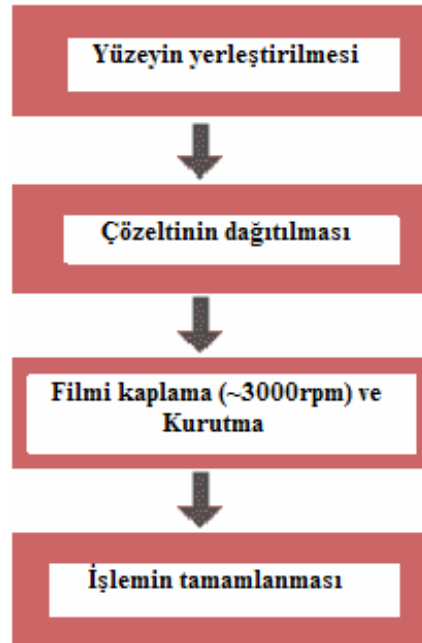 Yüzeyin yerleştirilmesi
Çözeltinin dağıtılması
Filmi kaplama (~3000rpm) ve
Kurutma
İşlemin tamamlanması